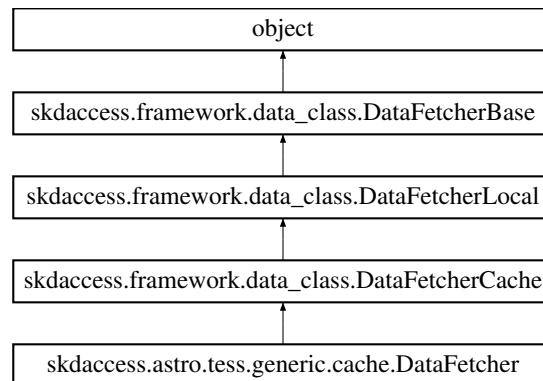 object
skdaccess.framework.data_class.DataFetcherBase
skdaccess.framework.data_class.DataFetcherLocal
skdaccess.framework.data_class.DataFetcherCache
skdaccess.astro.tess.generic.cache.DataFetcher